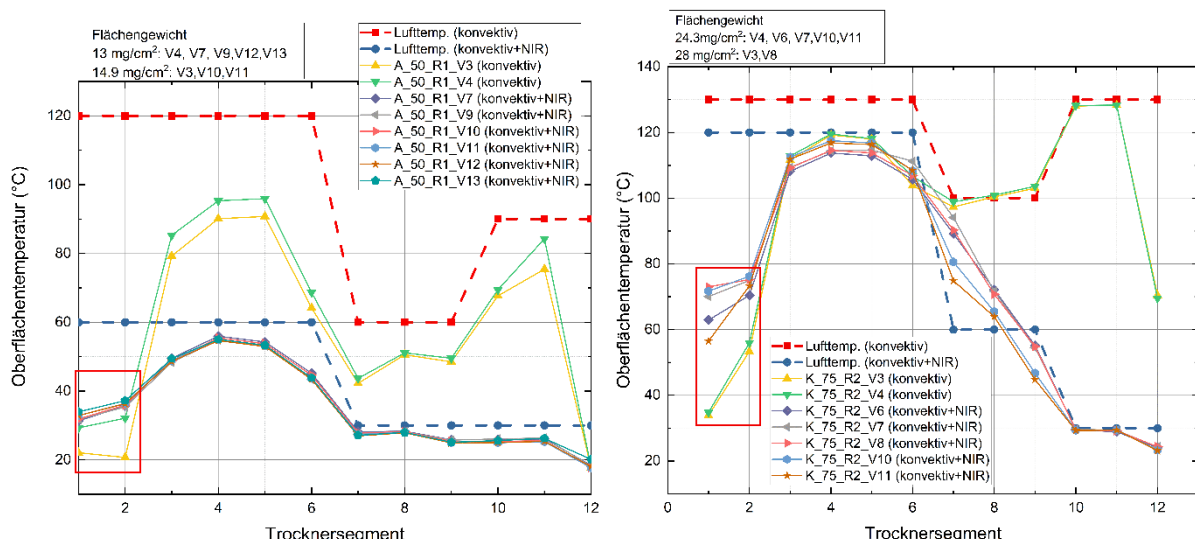 Flächengewicht
13 mg/cm²: V4, V7, V9,V12,V13
14.9 mg/cm²: V3,V10,V11
Lufttemp. (konvektiv)
Lufttemp. (konvektiv+NIR)
A_50_R1_V3 (konvektiv)
A_50_R1_V4 (konvektiv)
A_50_R1_V7 (konvektiv+NIR)
A_50_R1_V9 (konvektiv+NIR)
A_50_R1_V10 (konvektiv+NIR)
A_50_R1_V11 (konvektiv+NIR)
A_50_R1_V12 (konvektiv+NIR)
A_50_R1_V13 (konvektiv+NIR)
Oberflächentemperatur (°C)
120
100
80
60
40
20
2
4
6
8
10
12
Trocknersegment
Flächengewicht
24.3mg/cm²: V4, V6, V7,V10,V11
28 mg/cm²: V3,V8
Oberflächentemperatur (°C)
140
120
100
80
60
40
20
Lufttemp. (konvektiv)
Lufttemp. (konvektiv+NIR)
K_75_R2_V3 (konvektiv)
K_75_R2_V4 (konvektiv)
K_75_R2_V6 (konvektiv+NIR)
K_75_R2_V7 (konvektiv+NIR)
K_75_R2_V8 (konvektiv+NIR)
K_75_R2_V10 (konvektiv+NIR)
K_75_R2_V11 (konvektiv+NIR)
0
2
4
6
8
10
12
Trocknersegment